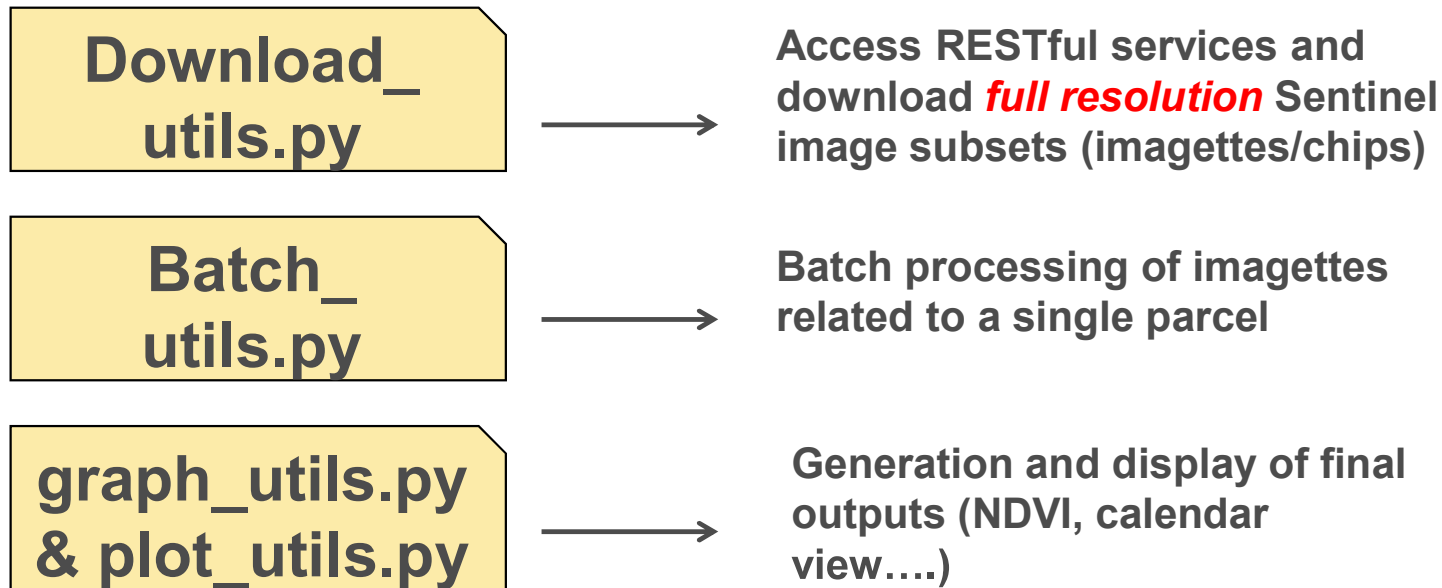 Download_
utils.py
Access RESTful services and
download full resolution Sentinel
image subsets (imagettes/chips)
Batch_
utils.py
Batch processing of imagettes
related to a single parcel
graph_utils.py
& plot_utils.py
Generation and display of final
outputs (NDVI, calendar
view….)